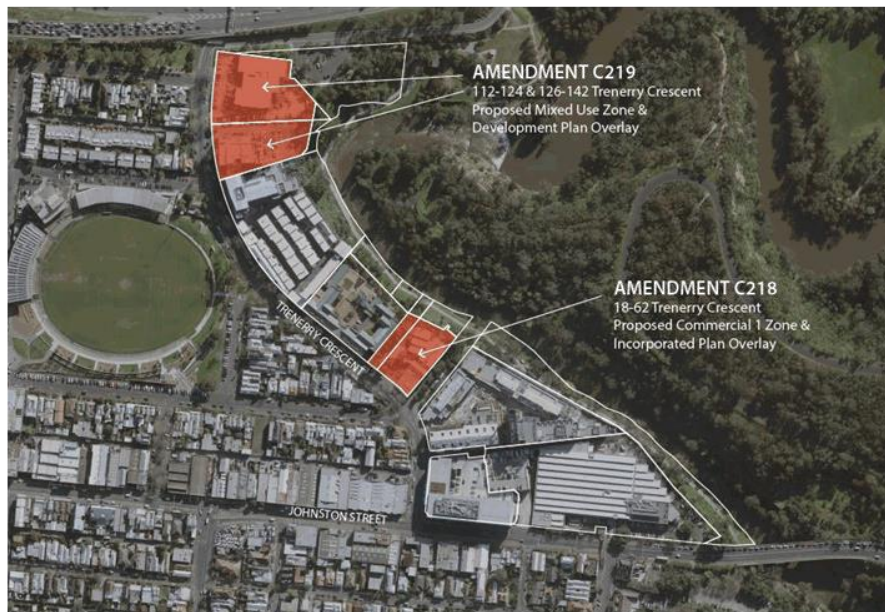 AMENDMENT C219
112-124 & 126-142 Trenerry Crescent
Proposed Mixed Use Zone &
Development Plan Overlay
AMENDMENT C218
18-62 Trenerry Crescent
Proposed Commercial 1 Zone &
Incorporated Plan Overlay
TRENERRY CRESCENT
JOHNSTON STREET